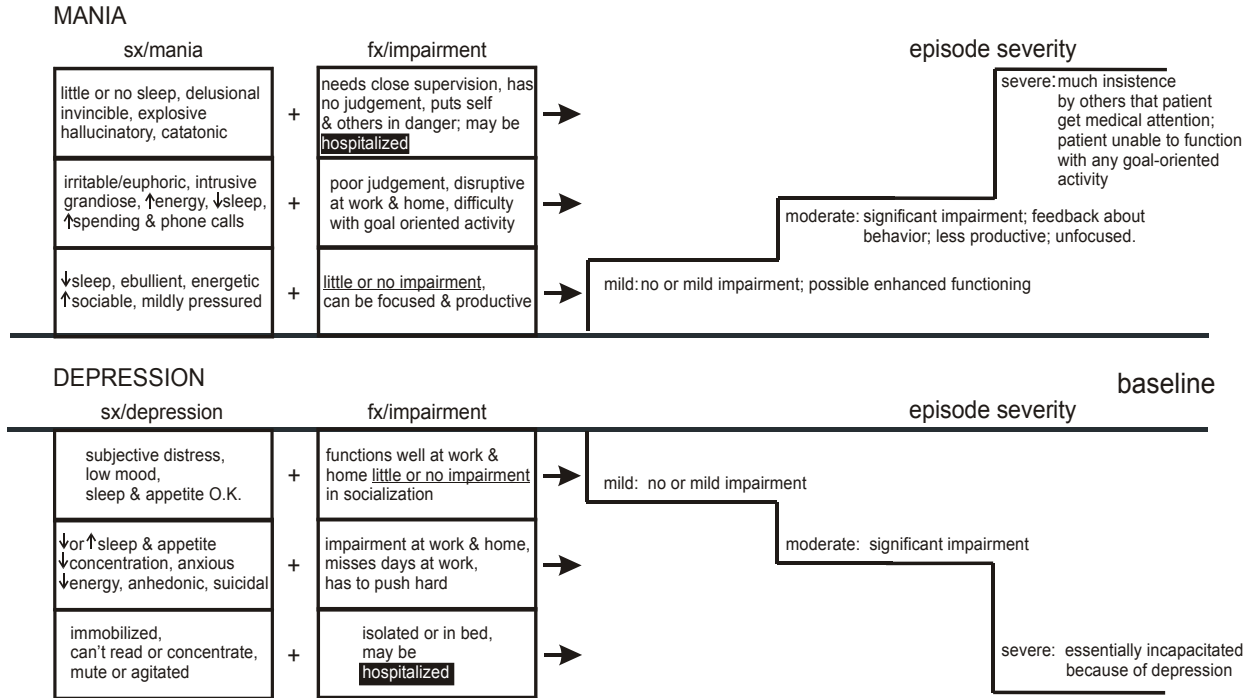 MANIA
sx/mania
fx/impairment
episode severity
little or no sleep, delusional
invincible, explosive
hallucinatory, catatonic
+
needs close supervision, has
no judgement, puts self
& others in danger; may be
hospitalized
severe: much insistence
by others that patient
get medical attention;
patient unable to function
with any goal-oriented
activity
irritable/euphoric, intrusive
grandiose, ↑energy, ↓sleep,
↑spending & phone calls
+
poor judgement, disruptive
at work & home, difficulty
with goal oriented activity
moderate: significant impairment; feedback about
behavior; less productive; unfocused.
↓sleep, ebullient, energetic
↑sociable, mildly pressured
+
little or no impairment,
can be focused & productive
mild: no or mild impairment; possible enhanced functioning
DEPRESSION
baseline
sx/depression
fx/impairment
episode severity
subjective distress,
low mood,
sleep & appetite O.K.
+
functions well at work &
home little or no impairment
in socialization
mild: no or mild impairment
↓or ↑sleep & appetite
↓concentration, anxious
↓energy, anhedonic, suicidal
+
impairment at work & home,
misses days at work,
has to push hard
moderate: significant impairment
immobilized,
can't read or concentrate,
mute or agitated
+
isolated or in bed,
may be
hospitalized
severe: essentially incapacitated
because of depression